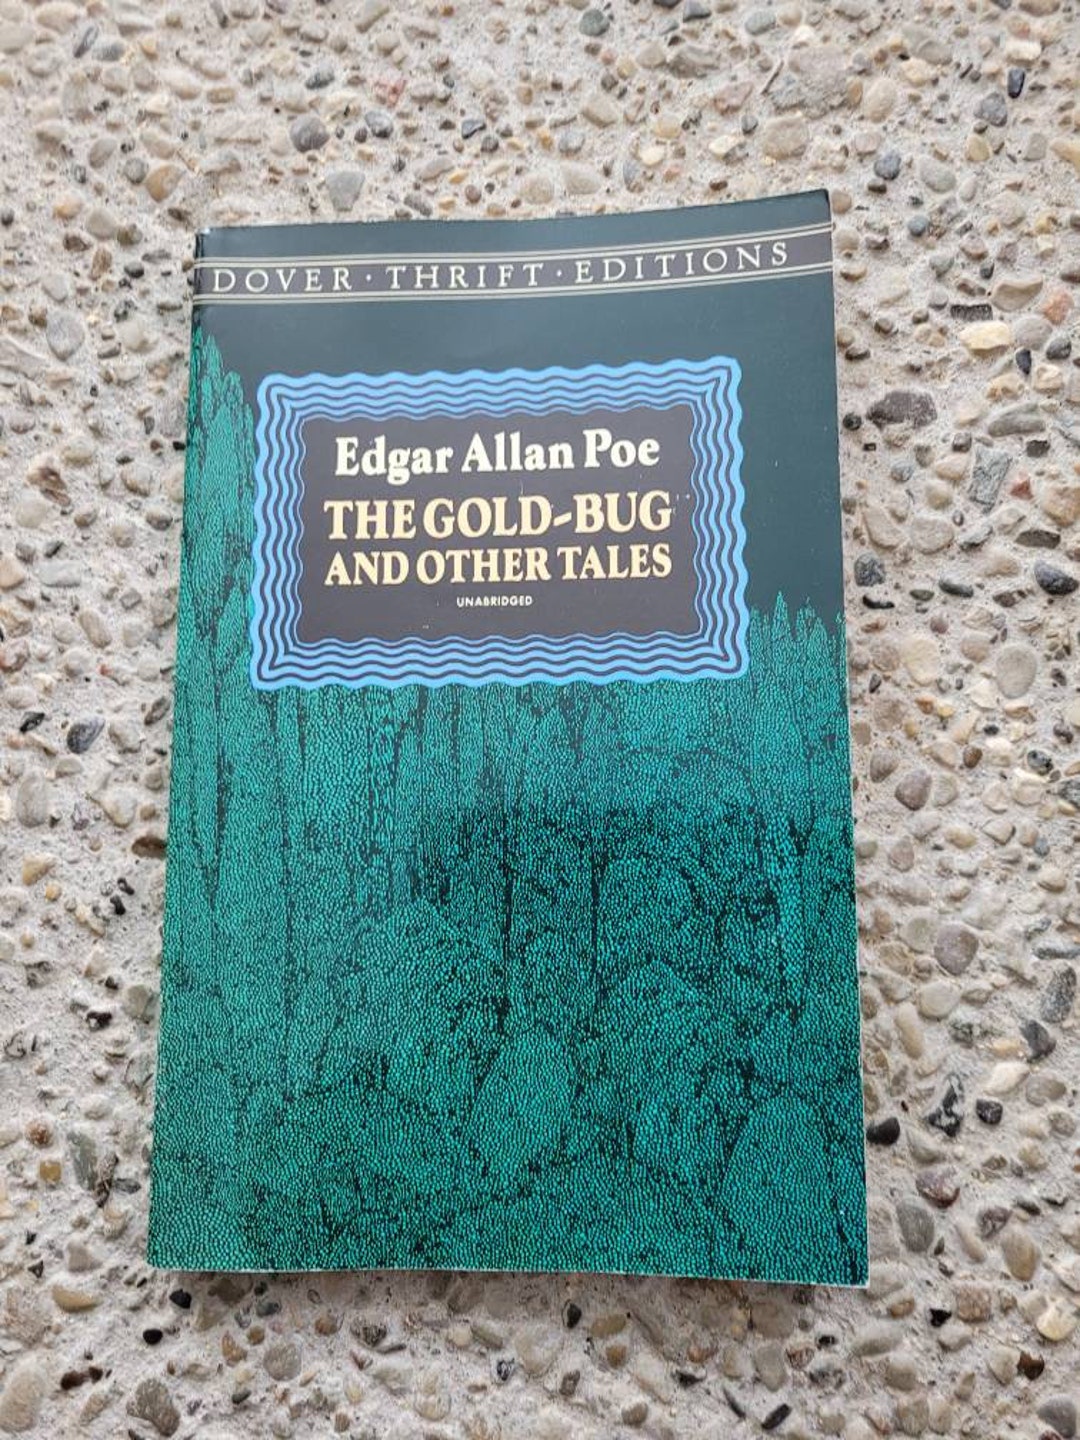 DOVER · THRIFT · EDITIONS
Edgar Allan Poe
THE GOLD-BUG
AND OTHER TALES
UNABRIDGED